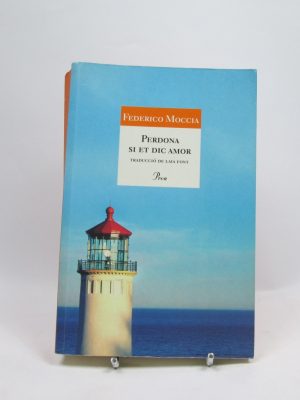 FEDERICO MOCCIA
PERDONA
SI ET DIC AMOR
TRADUCCIÓ DE LAIA FONT
Proa